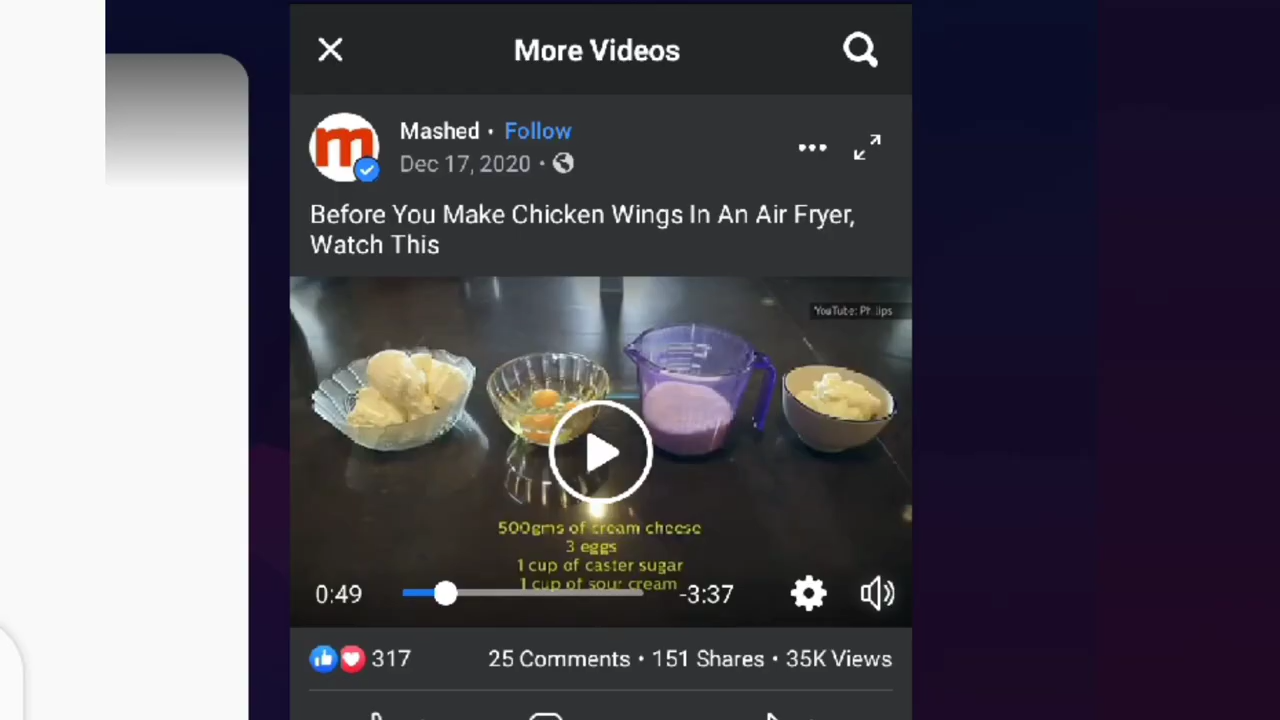 More Videos
m
Mashed · Follow
Dec 17, 2020 ·
Before You Make Chicken Wings In An Air Fryer,
Watch This
YouTube: Philips
500gms of cream cheese
3 eggs
1 cup of caster sugar
1 cup of sour cream
0:49
-3:37
317
25 Comments · 151 Shares · 35K Views